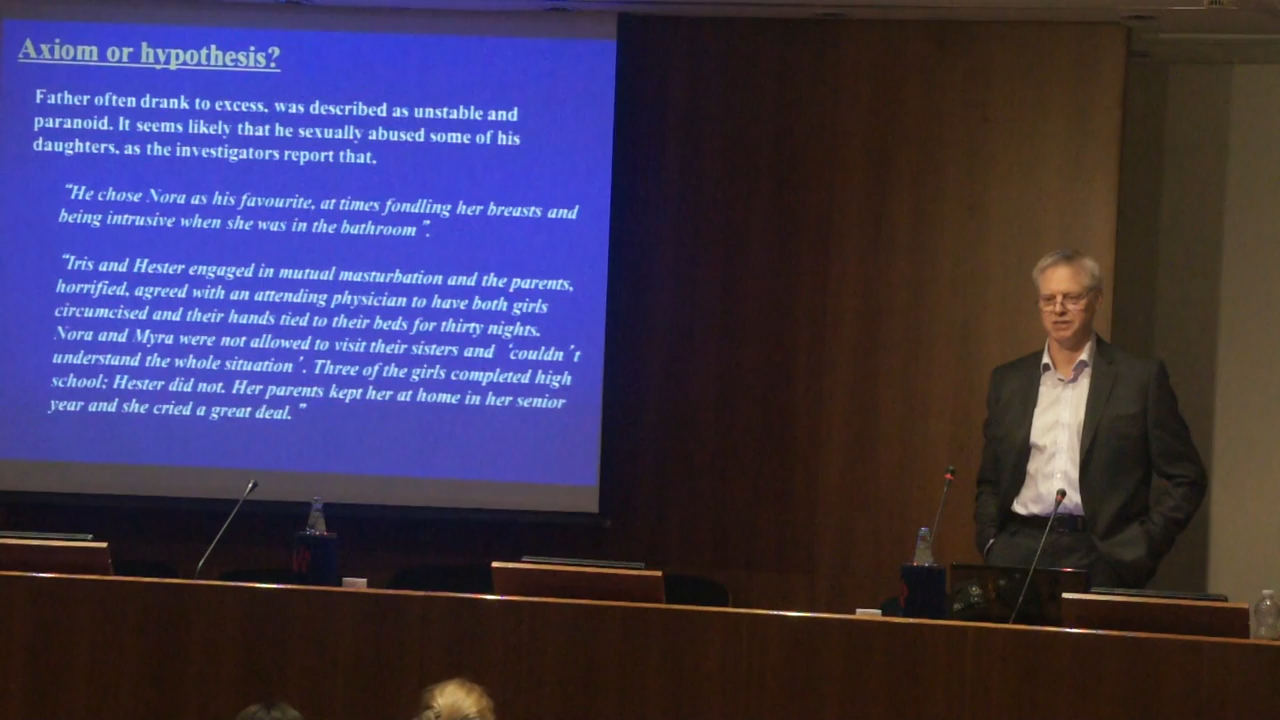 Axiom or hypothesis?
Father often drank to excess, was described as unstable and
paranoid. It seems likely that he sexually abused some of his
daughters, as the investigators report that.
“He chose Nora as his favourite, at times fondling her breasts and
being intrusive when she was in the bathroom”.
“Iris and Hester engaged in mutual masturbation and the parents,
horrified, agreed with an attending physician to have both girls
circumcised and their hands tied to their beds for thirty nights.
Nora and Myra were not allowed to visit their sisters and ‘couldn’t
understand the whole situation’. Three of the girls completed high
school; Hester did not. Her parents kept her at home in her senior
year and she cried a great deal.”